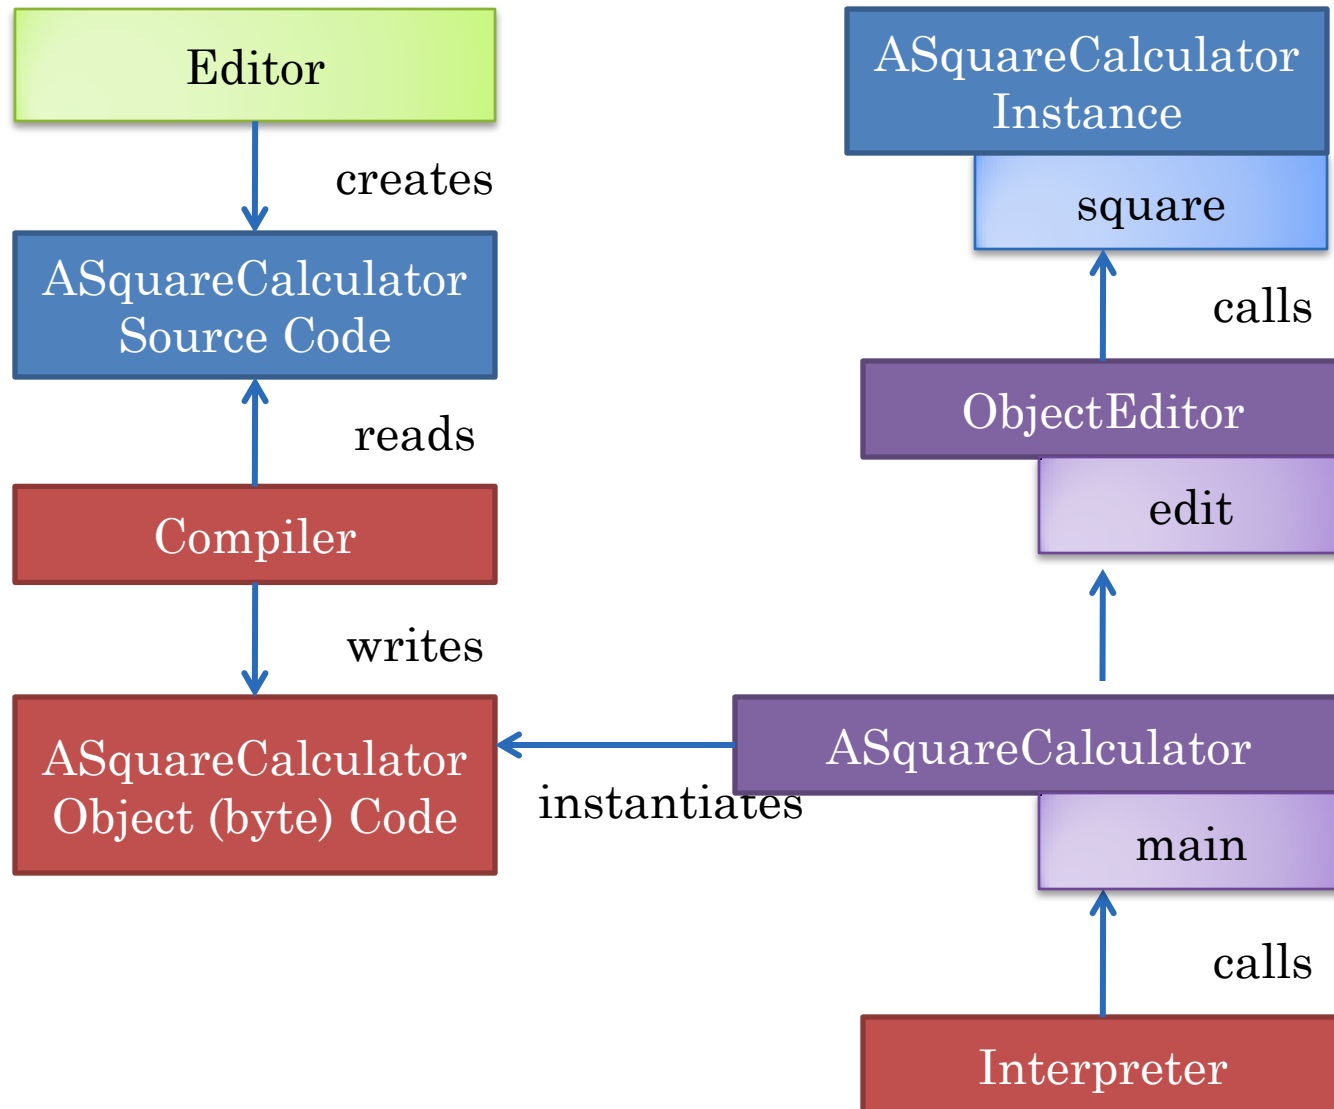 Editor
creates
ASquareCalculator
Source Code
reads
Compiler
writes
ASquareCalculator
Object (byte) Code
instantiates
ASquareCalculator
Instance
square
calls
ObjectEditor
edit
ASquareCalculator
main
calls
Interpreter